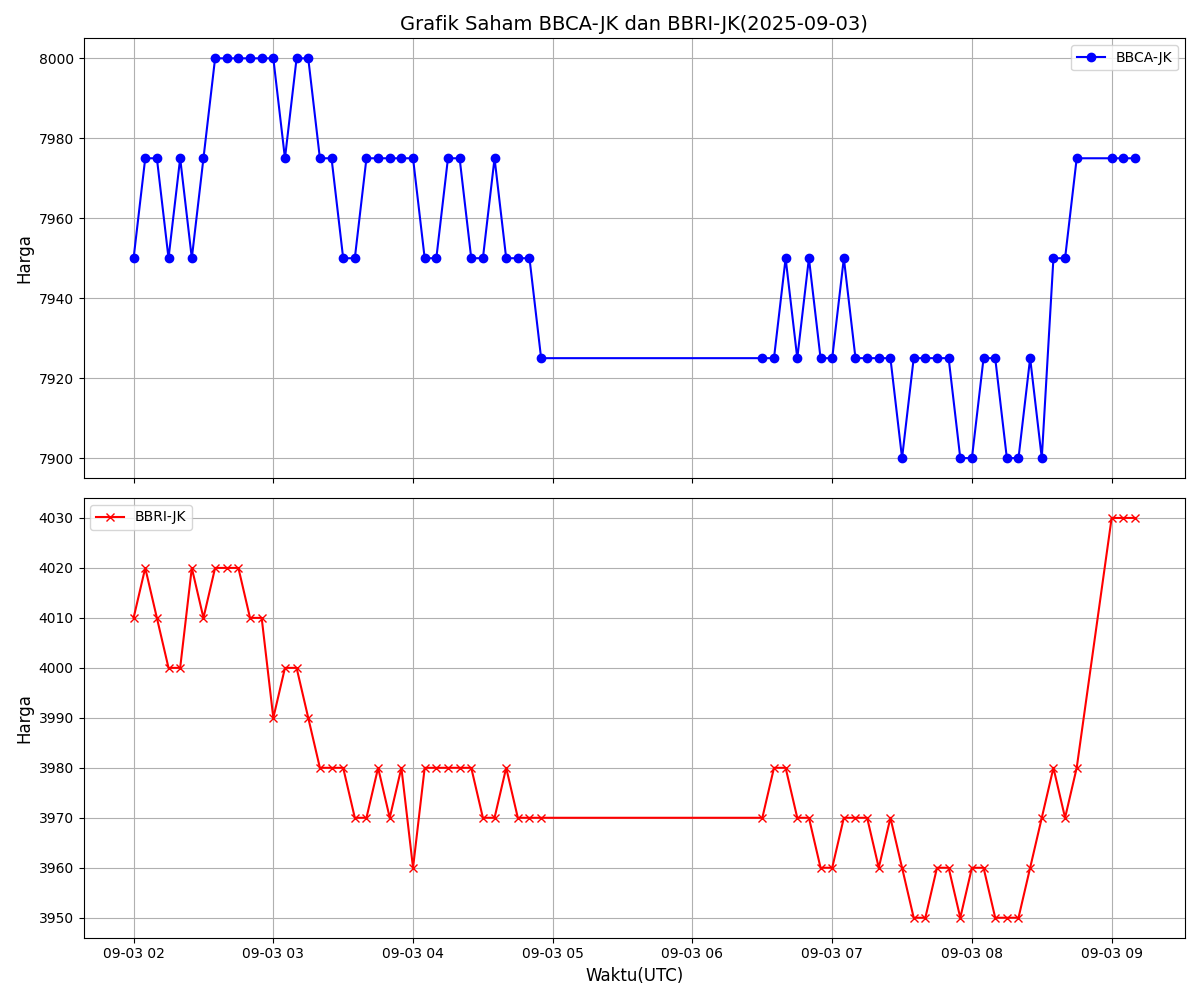 Grafik Saham BBCA-JK dan BBRI-JK(2025-09-03)
BBCA-JK
8000
7980
7960
7940
7920
7900
Harga
BBRI-JK
4030
4020
4010
4000
3990
3980
3970
3960
3950
Harga
09-03 02 09-03 03 09-03 04 09-03 05 09-03 06 09-03 07 09-03 08 09-03 09
Waktu(UTC)